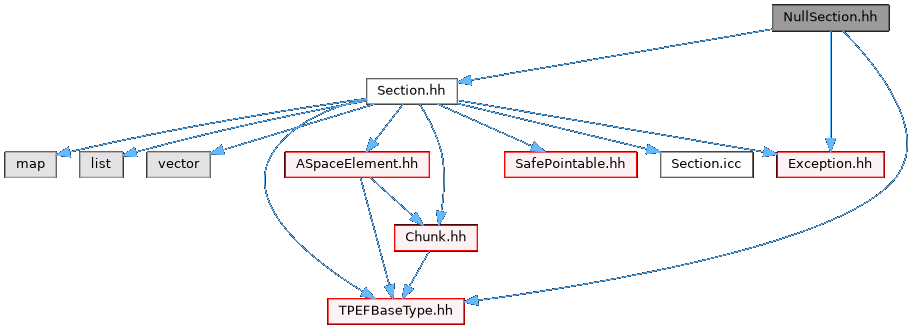 NullSection.hh
Section.hh
map
list
vector
ASpaceElement.hh
SafePointable.hh
Section.icc
Exception.hh
Chunk.hh
TPEFBaseType.hh